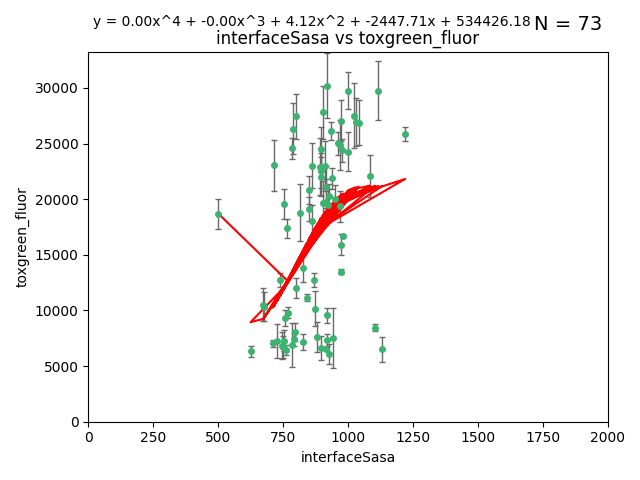 y = 0.00x^4 + -0.00x^3 + 4.12x^2 + -2447.71x + 534426.18 N = 73
interfaceSasa vs toxgreen_fluor
30000
25000
20000
15000
10000
5000
0
toxgreen_fluor
0 250 500 750 1000 1250 1500 1750 2000
interfaceSasa